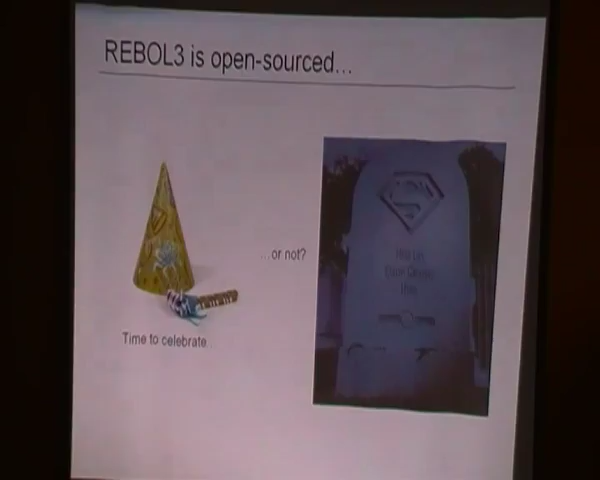 REBOL3 is open-sourced...
...or not?
Time to celebrate